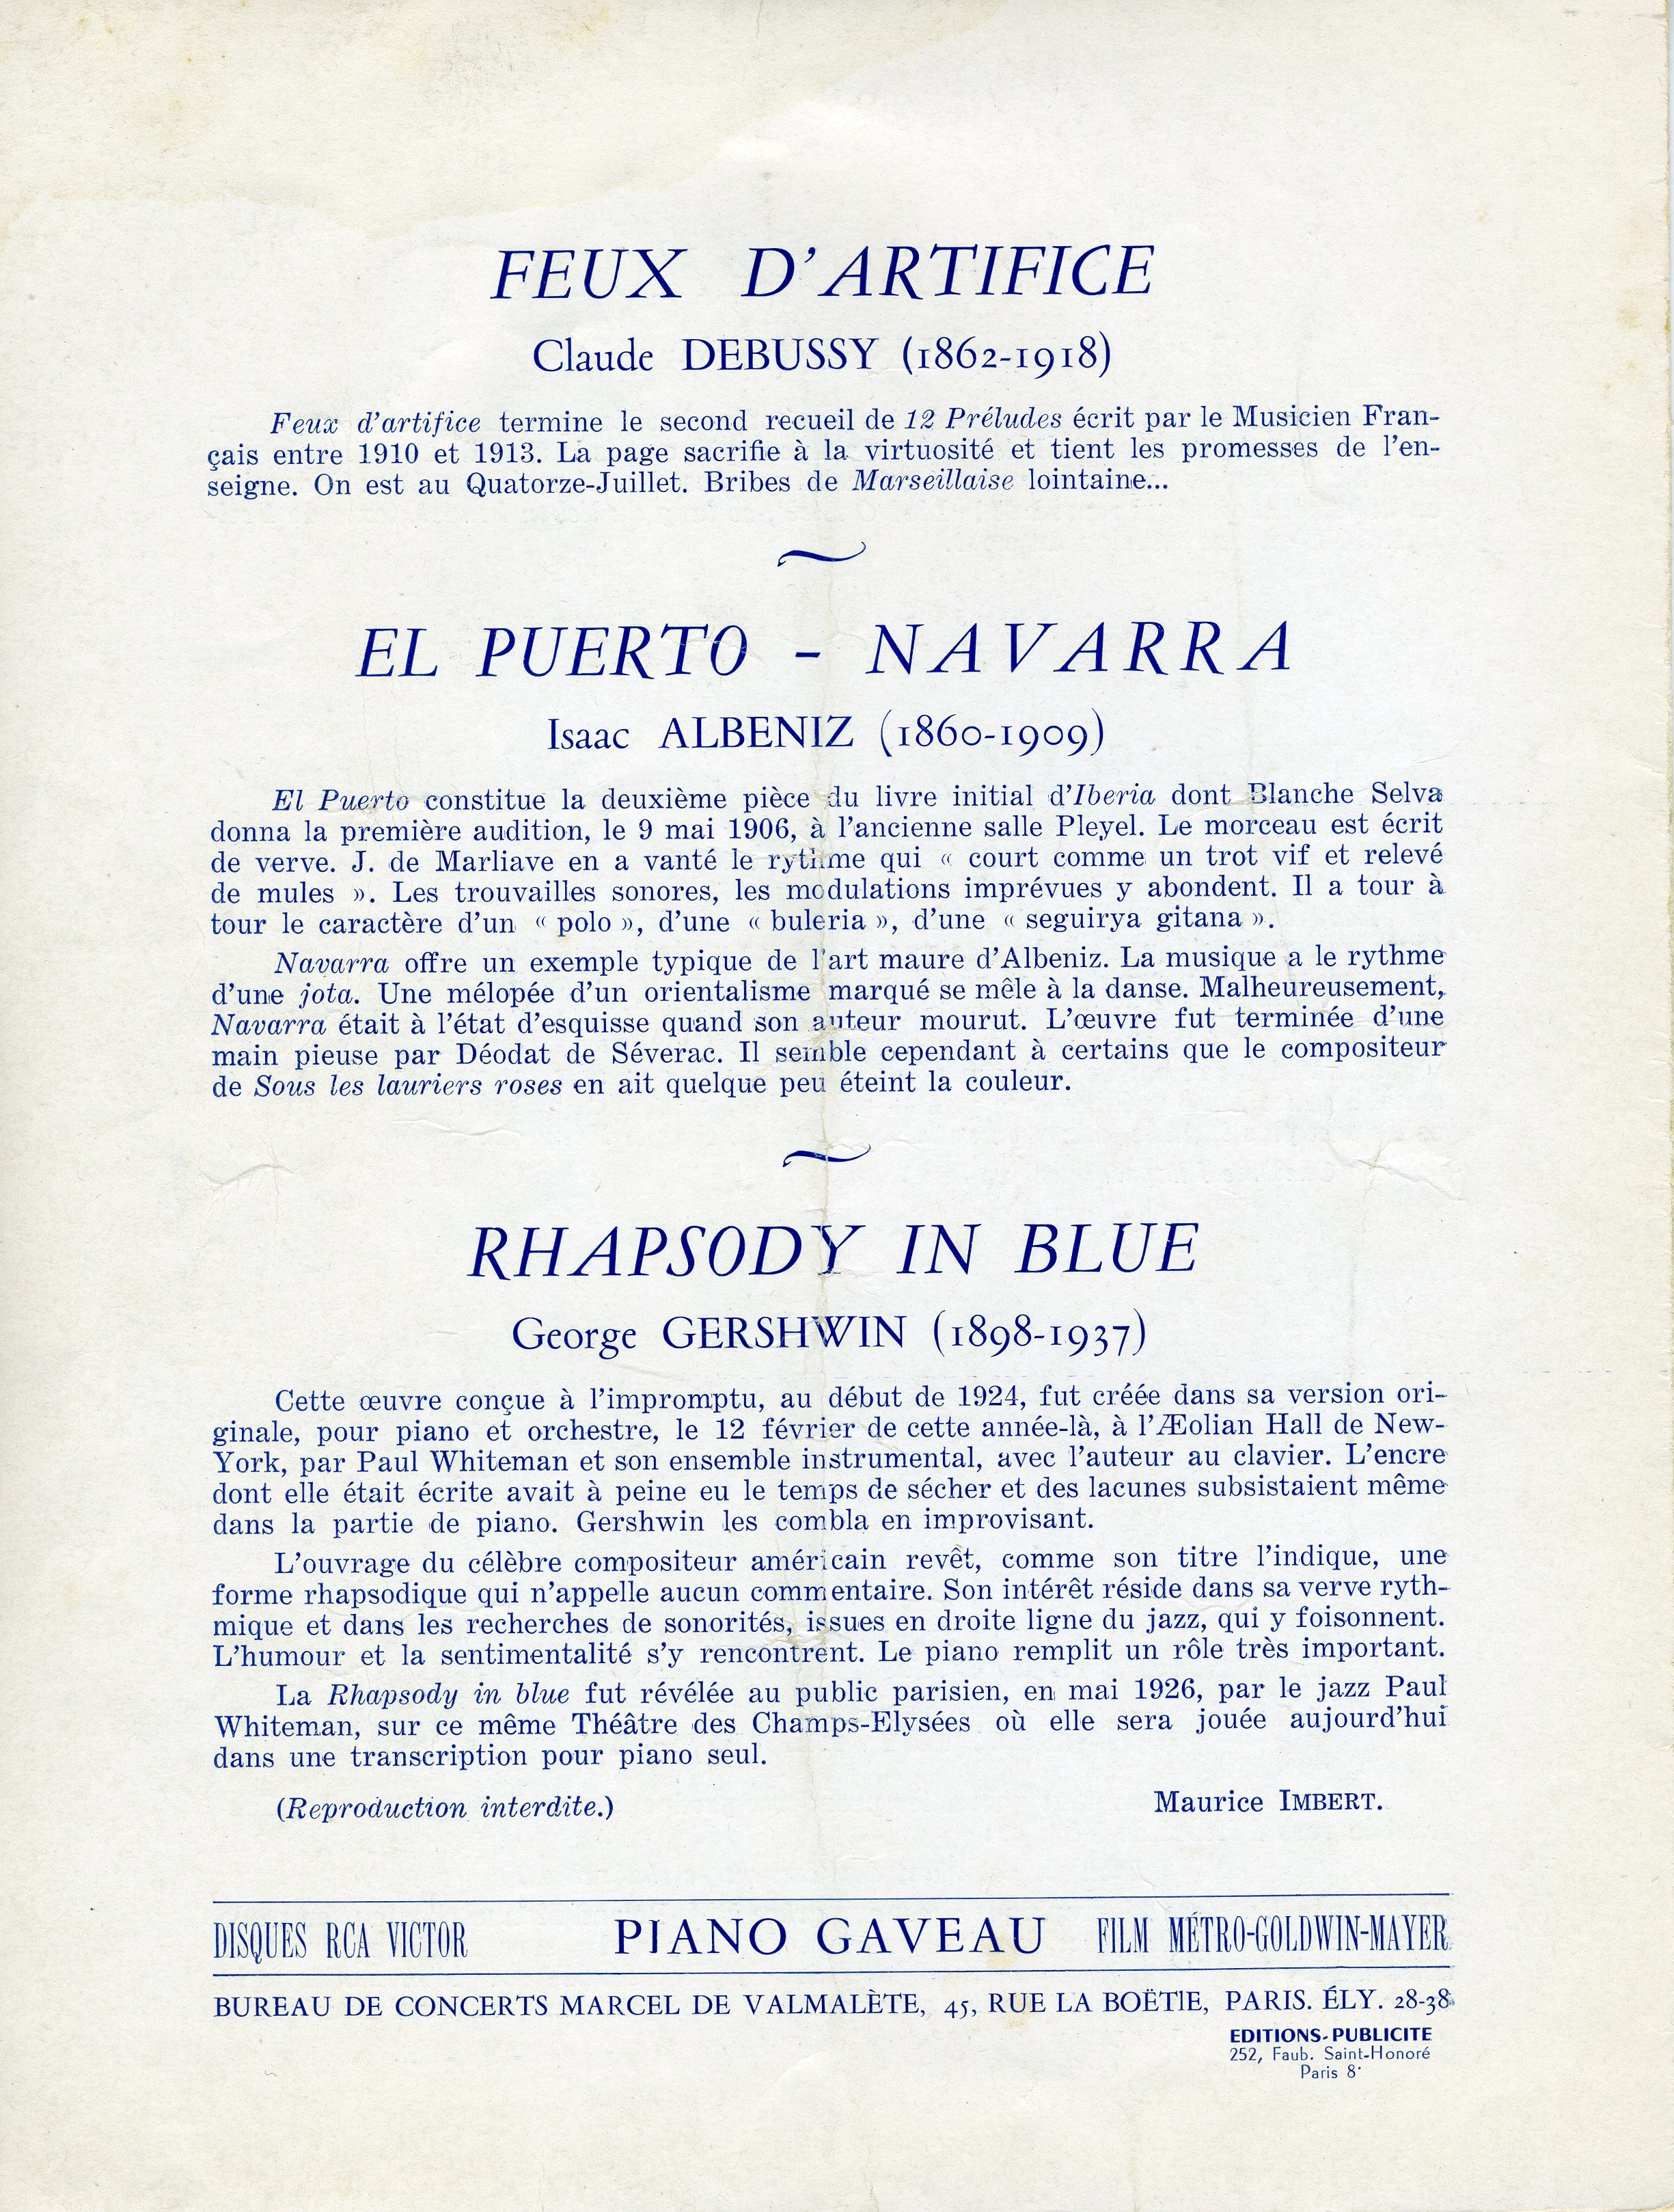 FEUX D'ARTIFICE
Claude DEBUSSY (1862-1918)
Feux d'artifice termine le second recueil de 12 Préludes écrit par le Musicien Fran-
çais entre 1910 et 1913. La page sacrifie à la virtuosité et tient les promesses de l'en-
seigne. On est au Quatorze-Juillet. Bribes de Marseillaise lointaine...
EL PUERTO - NAVARRA
Isaac ALBENIZ (1860-1909)
El Puerto constitue la deuxième pièce du livre initial d'Iberia dont Blanche Selva
donna la première audition, le 9 mai 1906, à l'ancienne salle Pleyel. Le morceau est écrit
de verve. J. de Marliave en a vanté le rythme qui « court comme un trot vif et relevé
de mules ». Les trouvailles sonores, les modulations imprévues y abondent. Il a tour à
tour le caractère d'un « polo », d'une « buleria », d'une « seguirya gitana ».
Navarra offre un exemple typique de l'art maure d'Albeniz. La musique a le rythme
d'une jota. Une mélopée d'un orientalisme marqué se mêle à la danse. Malheureusement,
Navarra était à l'état d'esquisse quand son auteur mourut. L'œuvre fut terminée d'une
main pieuse par Déodat de Séverac. Il semble cependant à certains que le compositeur
de Sous les lauriers roses en ait quelque peu éteint la couleur.
RHAPSODY IN BLUE
George GERSHWIN (1898-1937)
Cette œuvre conçue à l'impromptu, au début de 1924, fut créée dans sa version ori-
ginale, pour piano et orchestre, le 12 février de cette année-là, à l'Æolian Hall de New-
York, par Paul Whiteman et son ensemble instrumental, avec l'auteur au clavier. L'encre
dont elle était écrite avait à peine eu le temps de sécher et des lacunes subsistaient même
dans la partie de piano. Gershwin les combla en improvisant.
L'ouvrage du célèbre compositeur américain revêt, comme son titre l'indique, une
forme rhapsodique qui n'appelle aucun commentaire. Son intérêt réside dans sa verve ryth-
mique et dans les recherches de sonorités, issues en droite ligne du jazz, qui y foisonnent.
L'humour et la sentimentalité s'y rencontrent. Le piano remplit un rôle très important.
La Rhapsody in blue fut révélée au public parisien, en mai 1926, par le jazz Paul
Whiteman, sur ce même Théâtre des Champs-Elysées où elle sera jouée aujourd'hui
dans une transcription pour piano seul.
(Reproduction interdite.) Maurice IMBERT.
DISQUES RCA VICTOR PIANO GAVEAU FILM MÉTRO-GOLDWIN-MAYER
BUREAU DE CONCERTS MARCEL DE VALMALÈTE, 45, RUE LA BOËTIE, PARIS. ÉLY. 28-38
EDITIONS-PUBLICITE
252, Faub. Saint-Honoré
Paris 8°